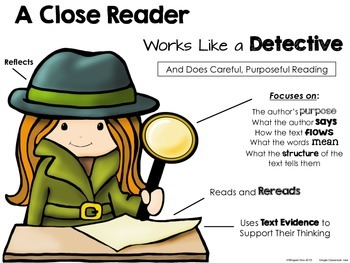 A Close Reader
Works Like a Detective
And Does Careful, Purposeful Reading
Reflects
Focuses on:
The author's purpose
What the author says
How the text flows
What the words mean
What the structure of the
text tells them
Reads and Rereads
Uses Text Evidence to
Support Their Thinking